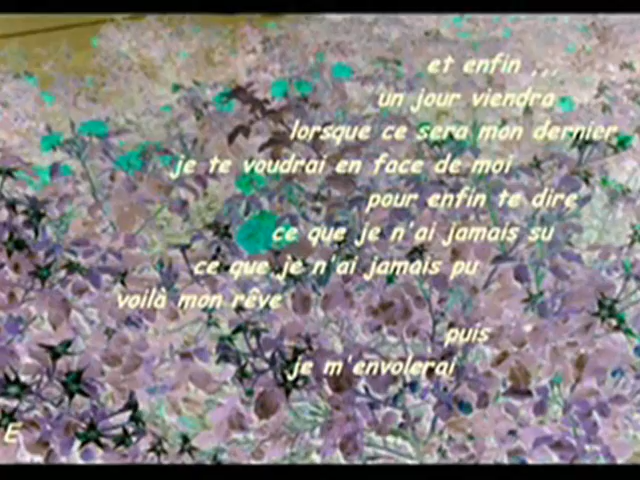 et enfin ...
un jour viendra
lorsque ce sera mon dernier
je te voudrai en face de moi
pour enfin te dire
ce que je n'ai jamais su
ce que je n'ai jamais pu
voilà mon rêve
puis
je m'envolerai
E